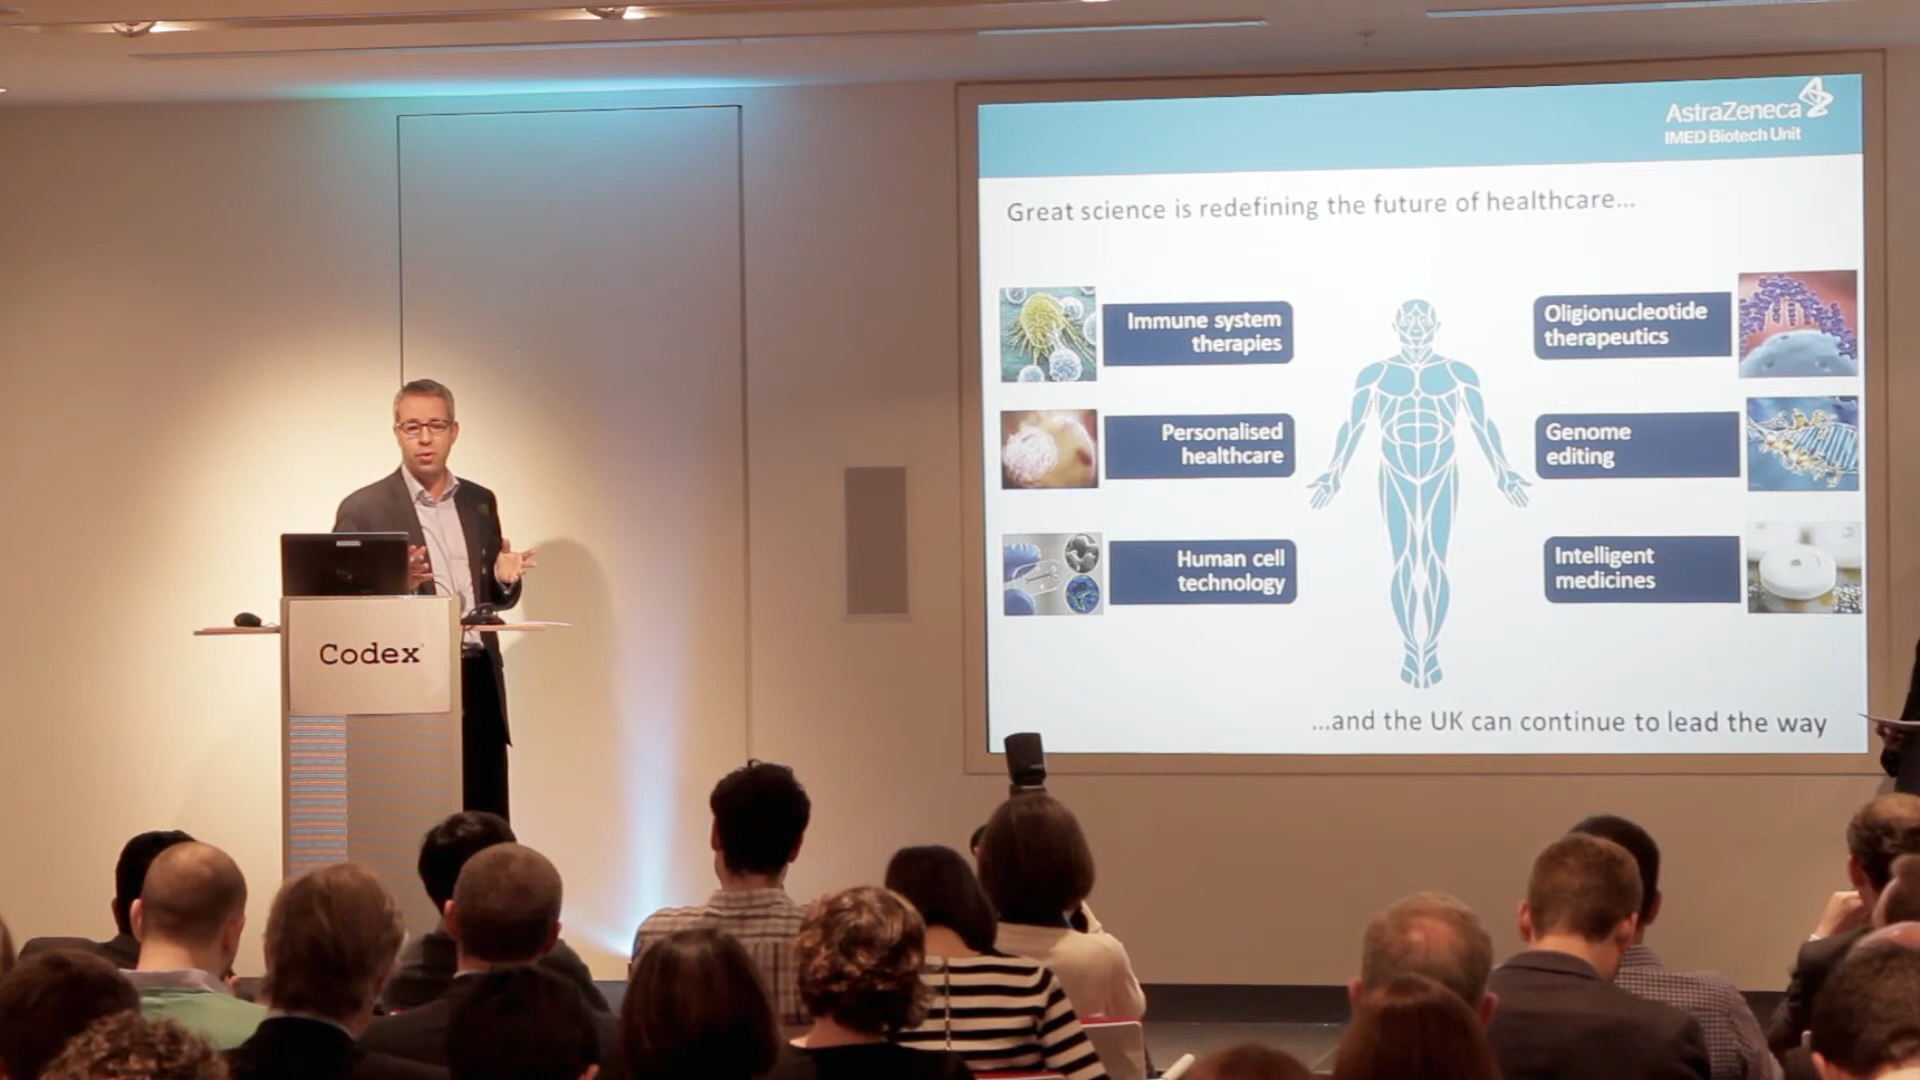 AstraZeneca
IMED Biotech Unit
Great science is redefining the future of healthcare...
Immune system
therapies
Oligionucleotide
therapeutics
Personalised
healthcare
Genome
editing
Human cell
technology
Intelligent
medicines
...and the UK can continue to lead the way
Codex